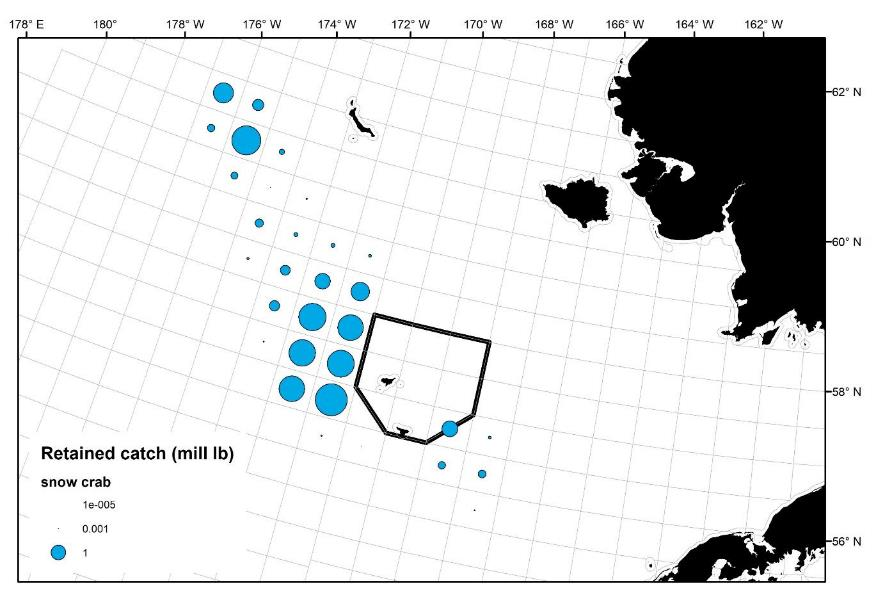 178° E 180° 178° W 176° W 174° W 172° W 170° W 168° W 166° W 164° W 162° W
62° N
60° N
58° N
56° N
Retained catch (mill lb)
snow crab
1e-005
0.001
1